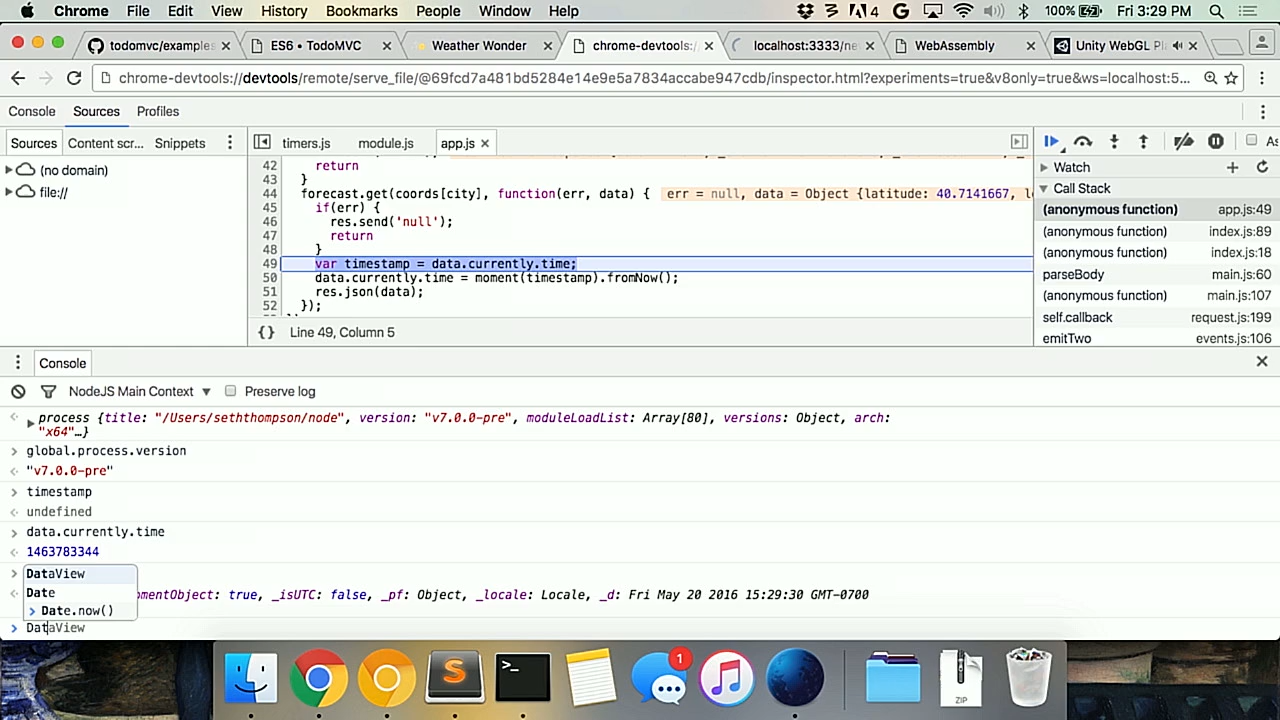 Chrome File Edit View History Bookmarks People Window Help 4 100% Fri 3:29 PM
todomvc/examples ES6 • TodoMVC Weather Wonder chrome-devtools:/ localhost:3333/ne WebAssembly Unity WebGL Pl
chrome-devtools://devtools/remote/serve_file/@69cfd7a481bd5284e14e9e5a7834accabe947cdb/inspector.html?experiments=true&v8only=true&ws=localhost:5...
Console Sources Profiles
Sources Content scr... Snippets timers.js module.js app.js As
(no domain)
file://
42 return
43 }
44 forecast.get(coords[city], function(err, data) { err = null, data = Object {latitude: 40.7141667, lo
45 if(err) {
46 res.send('null');
47 return
48 }
49 var timestamp = data.currently.time;
50 data.currently.time = moment(timestamp).fromNow();
51 res.json(data);
52 });
{} Line 49, Column 5
Watch
Call Stack
(anonymous function) app.js:49
(anonymous function) index.js:89
(anonymous function) index.js:18
parseBody main.js:60
(anonymous function) main.js:107
self.callback request.js:199
emitTwo events.js:106
Console
NodeJS Main Context Preserve log
process {title: "/Users/seththompson/node", version: "v7.0.0-pre", moduleLoadList: Array[80], versions: Object, arch:
"x64"…}
global.process.version
"v7.0.0-pre"
timestamp
undefined
data.currently.time
1463783344
DataView
Date
Date.now()
omentObject: true, _isUTC: false, _pf: Object, _locale: Locale, _d: Fri May 20 2016 15:29:30 GMT-0700
DataView
1
ZIP